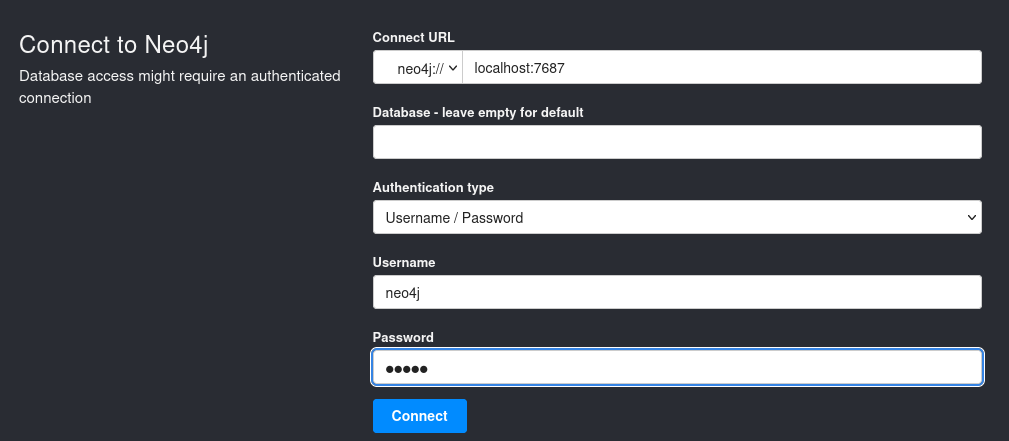 Connect to Neo4j
Database access might require an authenticated
connection
Connect URL
neo4j://
localhost:7687
Database - leave empty for default
Authentication type
Username / Password
Username
neo4j
Password
•••••
Connect